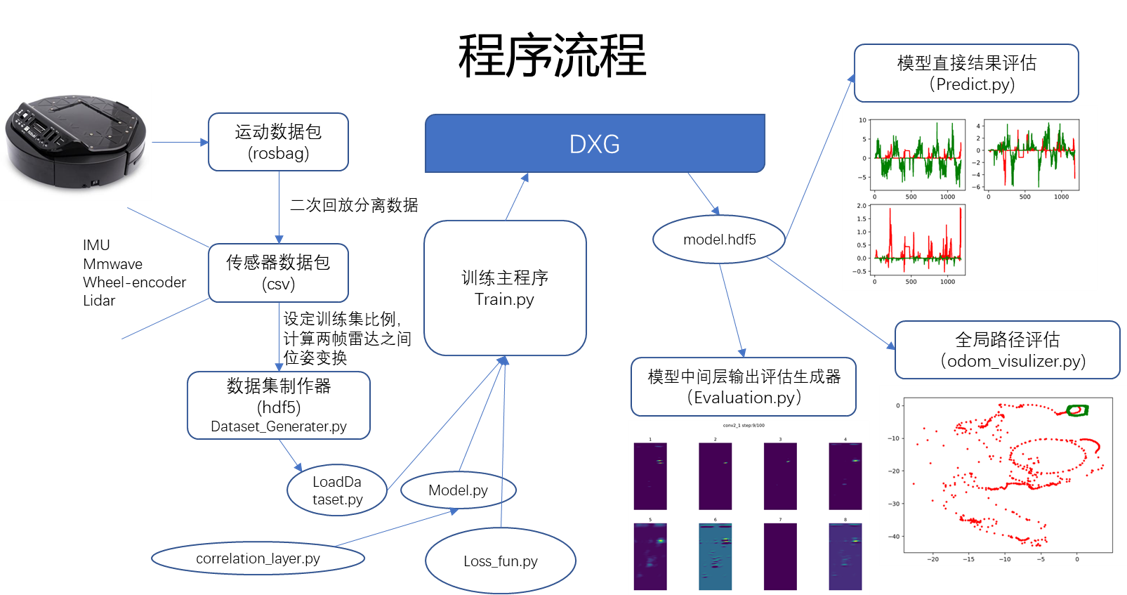 程序流程
运动数据包
(rosbag)
二次回放分离数据
IMU
Mmwave
Wheel-encoder
Lidar
传感器数据包
(csv)
设定训练集比例,
计算两帧雷达之间
位姿变换
数据集制作器
(hdf5)
Dataset_Generater.py
LoadDa
taset.py
Model.py
correlation_layer.py
Loss_fun.py
训练主程序
Train.py
DXG
model.hdf5
模型直接结果评估
(Predict.py)
10
5
0
−5
0 500 1000
4
2
0
−2
−4
−6
0 500 1000
2.0
1.5
1.0
0.5
0.0
−0.5
0 500 1000
模型中间层输出评估生成器
(Evaluation.py)
conv2_1 step:9/100
1 2 3 4
5 6 7 8
全局路径评估
(odom_visulizer.py)
0
−10
−20
−30
−40
−20 −15 −10 −5 0